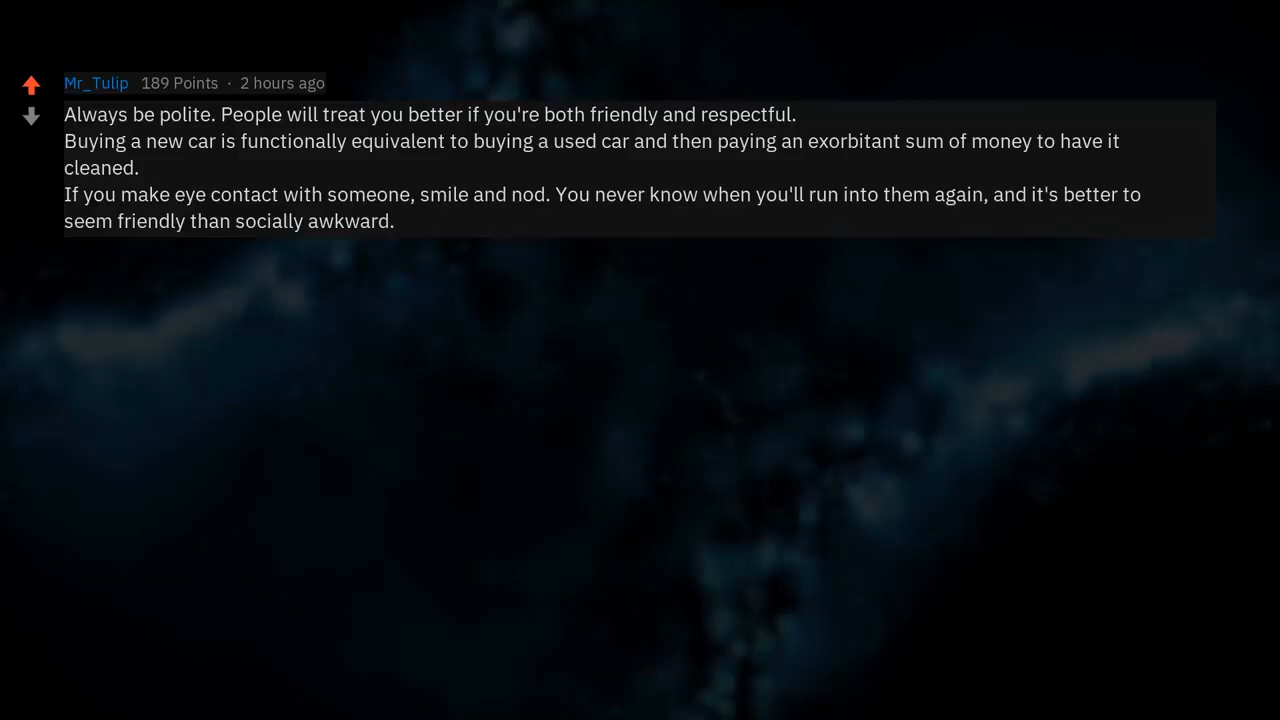 Mr_Tulip 189 Points · 2 hours ago
Always be polite. People will treat you better if you're both friendly and respectful.
Buying a new car is functionally equivalent to buying a used car and then paying an exorbitant sum of money to have it
cleaned.
If you make eye contact with someone, smile and nod. You never know when you'll run into them again, and it's better to
seem friendly than socially awkward.